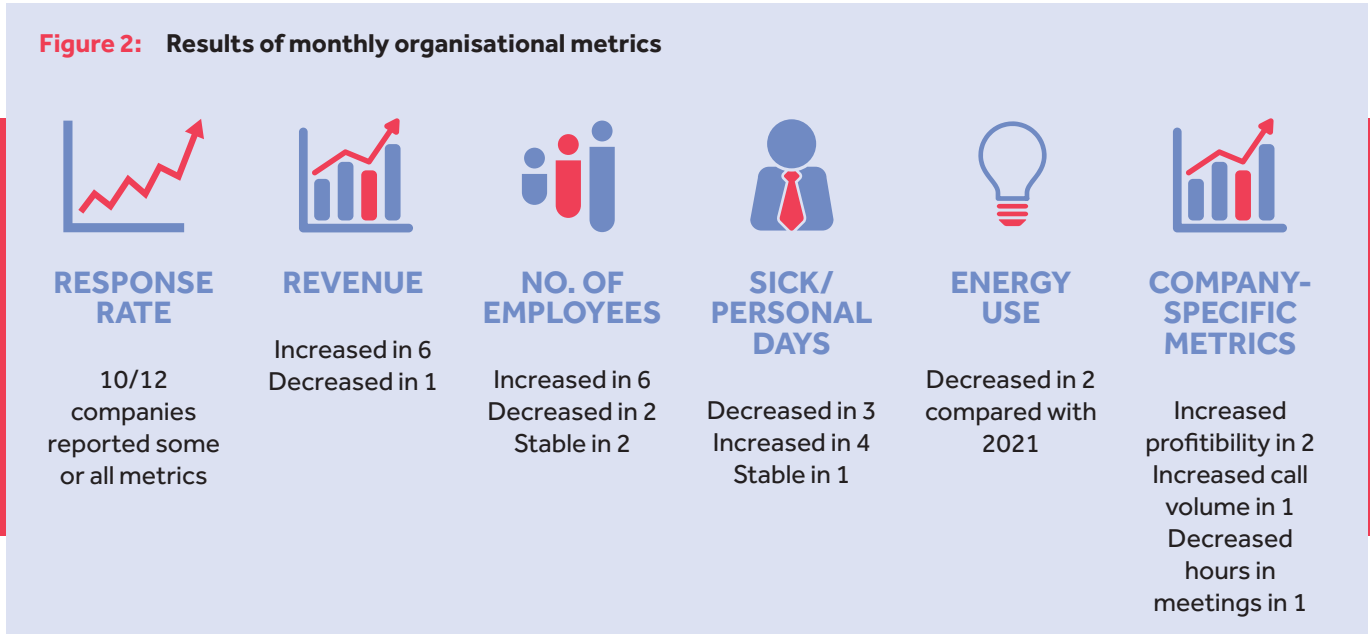 Figure 2: Results of monthly organisational metrics
RESPONSE
RATE
10/12
companies
reported some
or all metrics
REVENUE
Increased in 6
Decreased in 1
NO. OF
EMPLOYEES
Increased in 6
Decreased in 2
Stable in 2
SICK/
PERSONAL
DAYS
Decreased in 3
Increased in 4
Stable in 1
ENERGY
USE
Decreased in 2
compared with
2021
COMPANY-
SPECIFIC
METRICS
Increased
profitibility in 2
Increased call
volume in 1
Decreased
hours in
meetings in 1